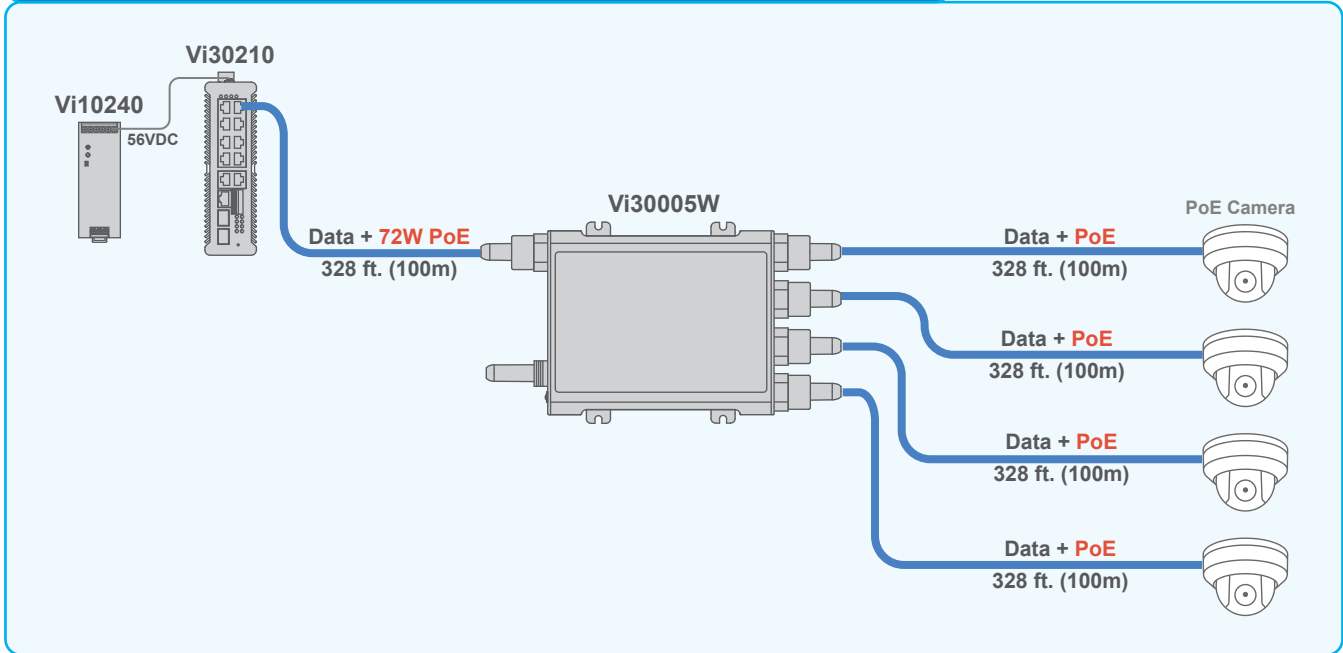 Vi30210
Vi10240
56VDC
Vi30005W
PoE Camera
Data + 72W PoE
328 ft. (100m)
Data + PoE
328 ft. (100m)
Data + PoE
328 ft. (100m)
Data + PoE
328 ft. (100m)
Data + PoE
328 ft. (100m)